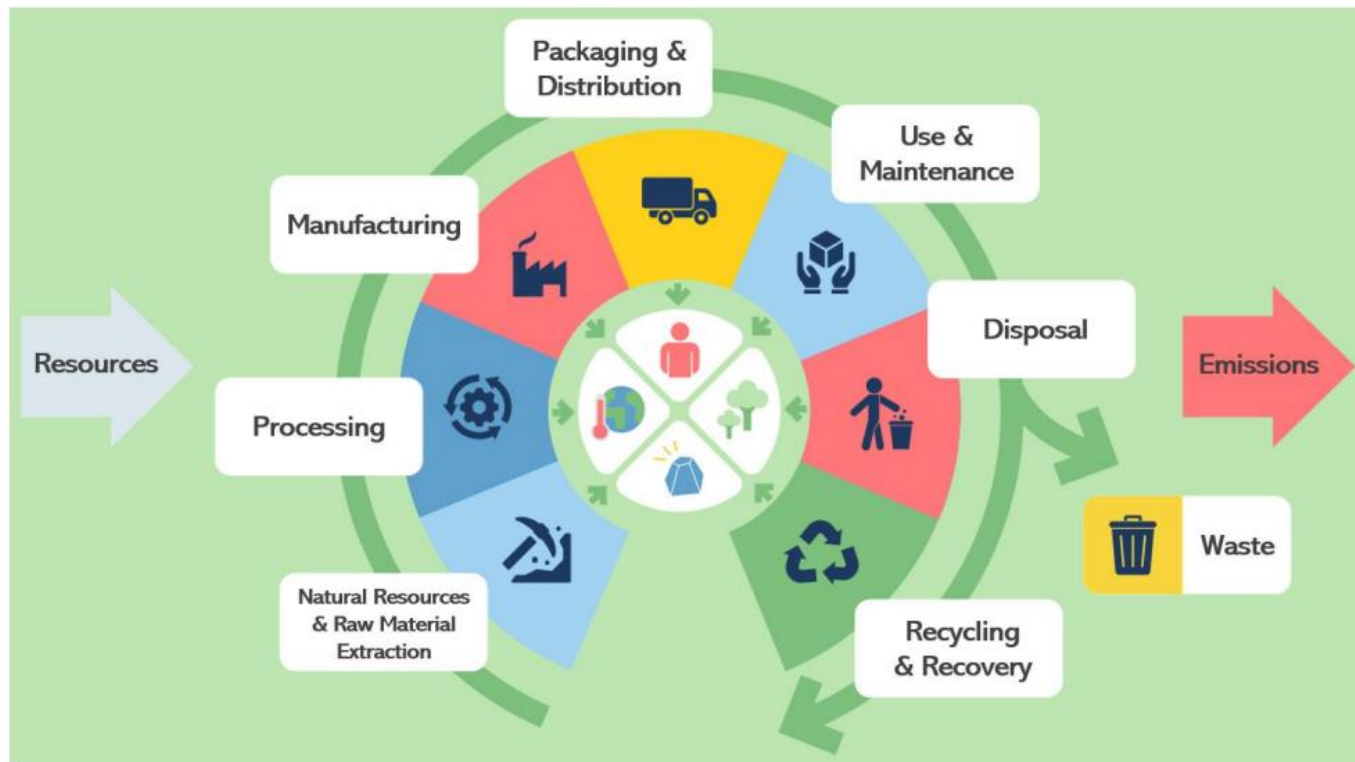 Packaging &
Distribution
Use &
Maintenance
Manufacturing
Disposal
Resources
Emissions
Processing
Waste
Natural Resources
& Raw Material
Extraction
Recycling
& Recovery